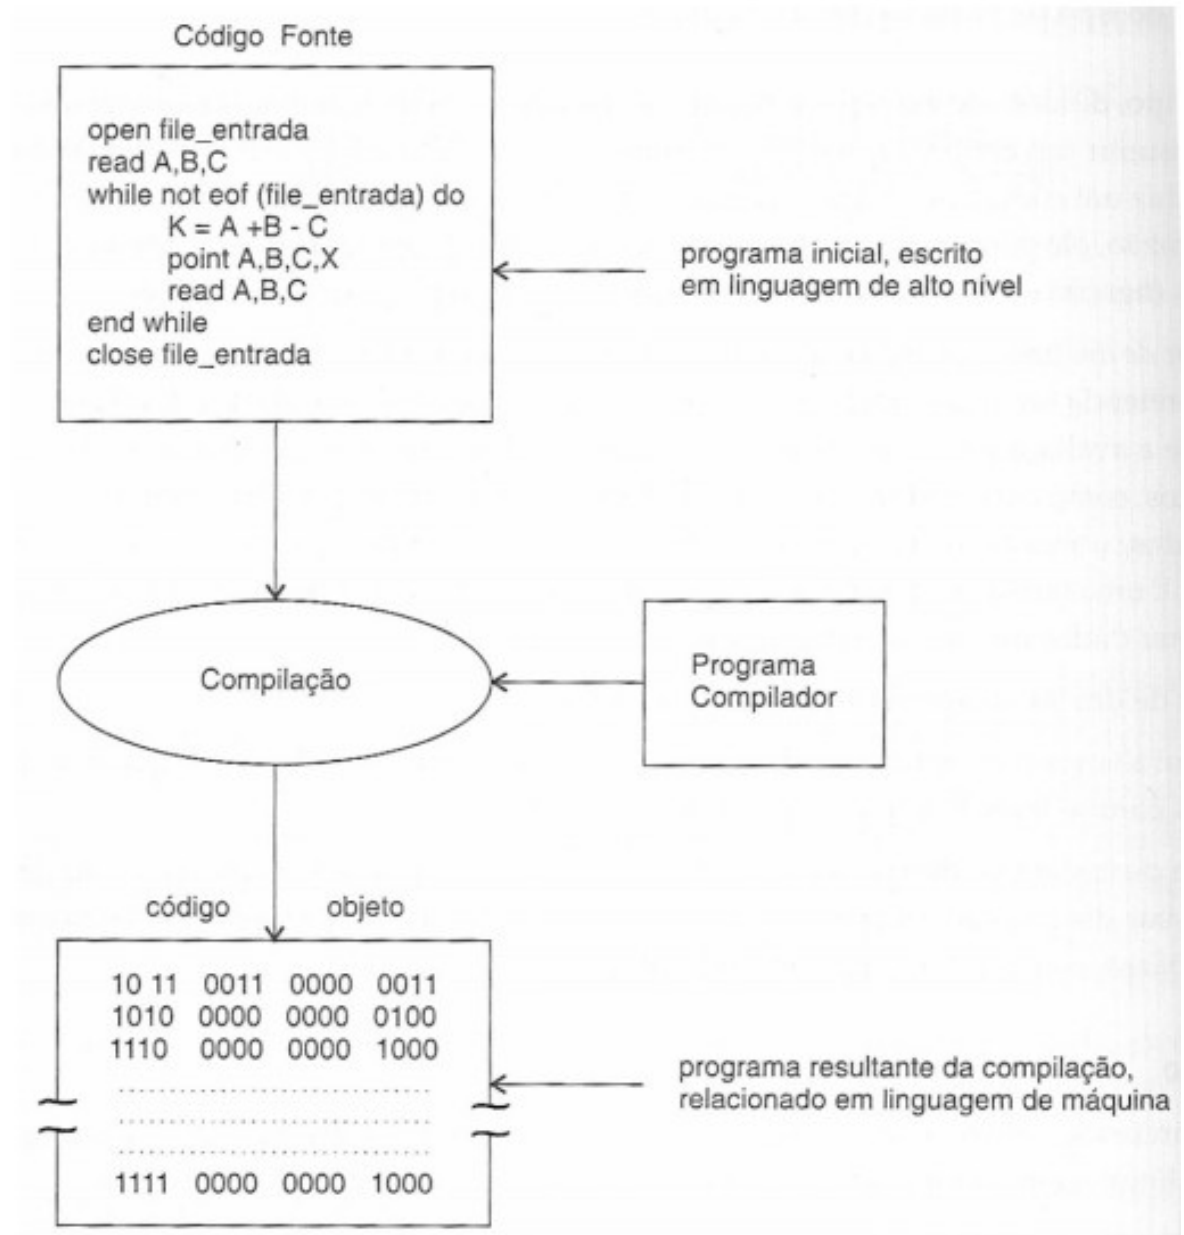 Código Fonte
open file_entrada
read A,B,C
while not eof (file_entrada) do
K = A +B - C
point A,B,C,X
read A,B,C
end while
close file_entrada
programa inicial, escrito
em linguagem de alto nível
Compilação
Programa
Compilador
código objeto
10 11 0011 0000 0011
1010 0000 0000 0100
1110 0000 0000 1000
1111 0000 0000 1000
programa resultante da compilação,
relacionado em linguagem de máquina